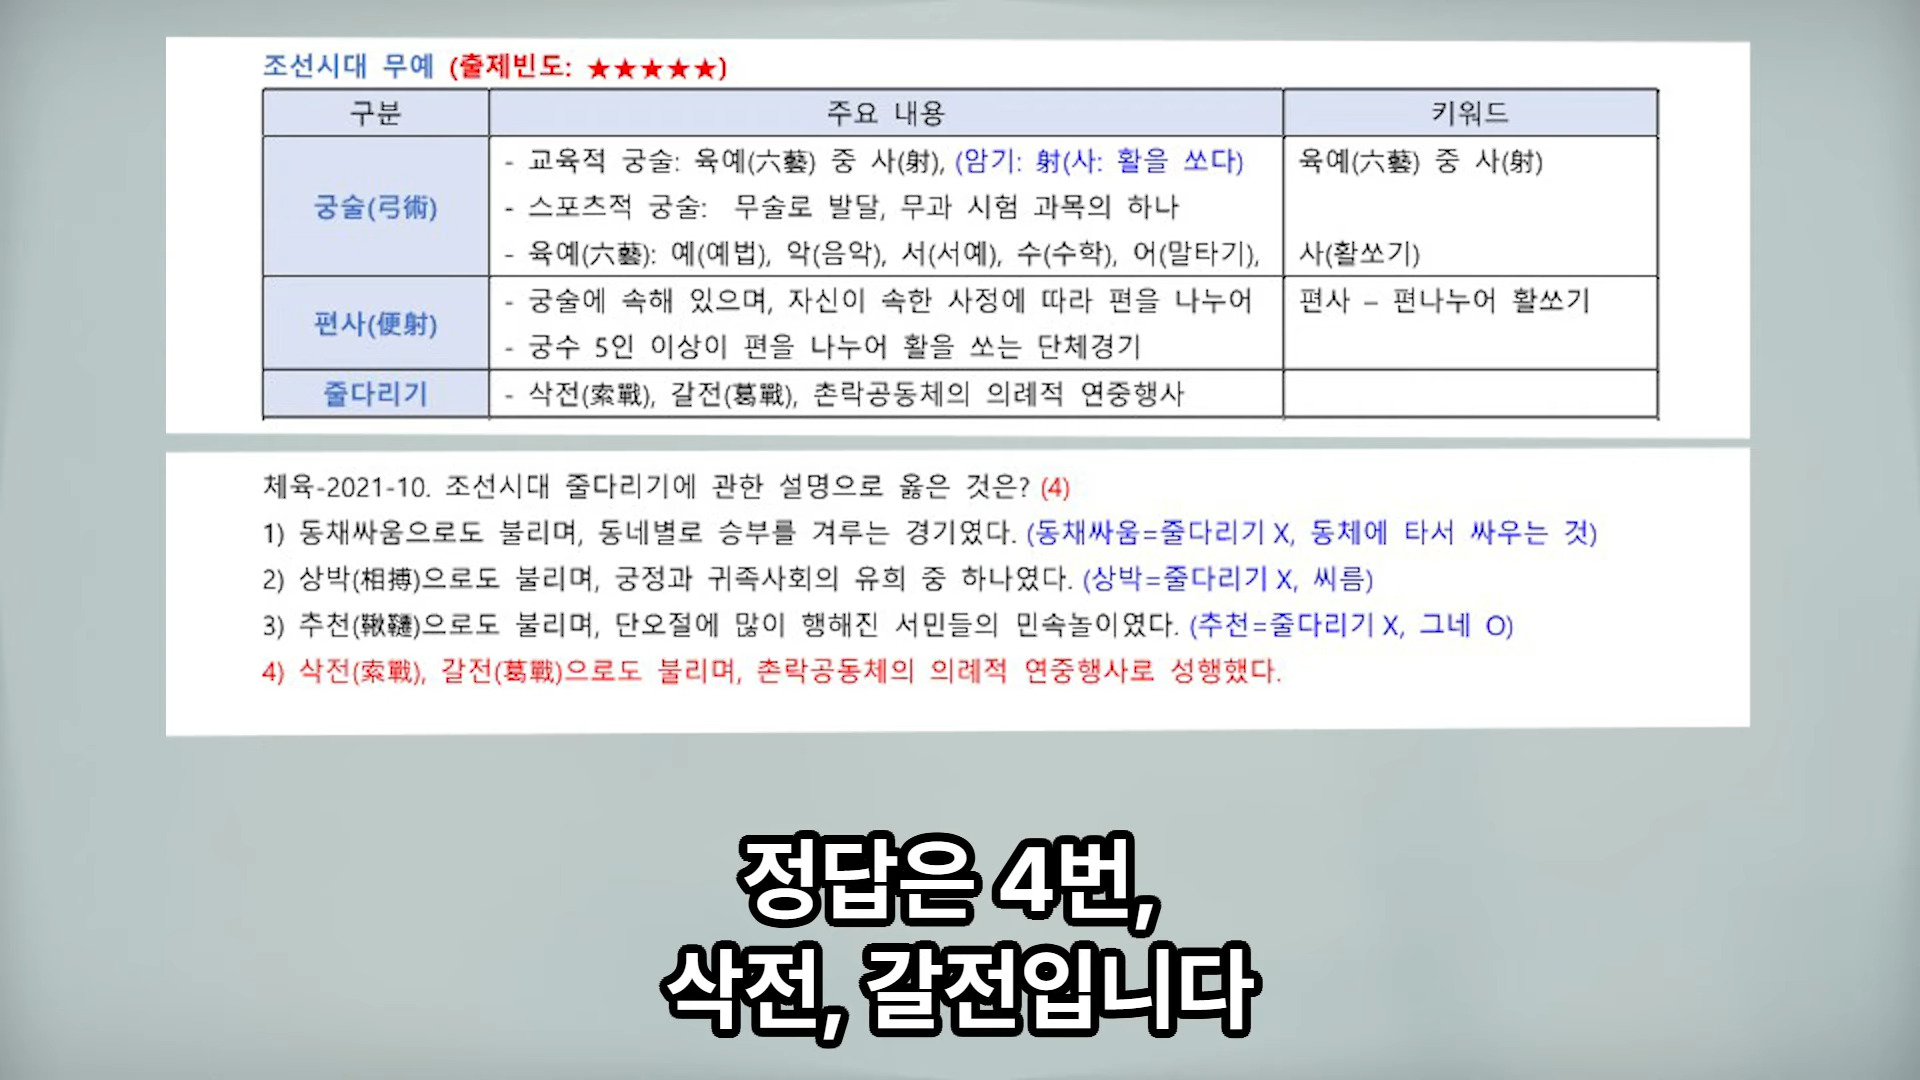 조선시대 무예 (출제빈도: ★★★★★)
구분 주요 내용 키워드
궁술(弓術)
- 교육적 궁술: 육예(六藝) 중 사(射), (암기: 射(사: 활을 쏘다)
- 스포츠적 궁술: 무술로 발달, 무과 시험 과목의 하나
- 육예(六藝): 예(예법), 악(음악), 서(서예), 수(수학), 어(말타기),
육예(六藝) 중 사(射)
사(활쏘기)
편사(便射)
- 궁술에 속해 있으며, 자신이 속한 사정에 따라 편을 나누어
- 궁수 5인 이상이 편을 나누어 활을 쏘는 단체경기
편사 – 편나누어 활쏘기
줄다리기
- 삭전(索戰), 갈전(葛戰), 촌락공동체의 의례적 연중행사
체육-2021-10. 조선시대 줄다리기에 관한 설명으로 옳은 것은? (4)
1) 동채싸움으로도 불리며, 동네별로 승부를 겨루는 경기였다. (동채싸움=줄다리기 X, 동체에 타서 싸우는 것)
2) 상박(相搏)으로도 불리며, 궁정과 귀족사회의 유희 중 하나였다. (상박=줄다리기 X, 씨름)
3) 추천(鞦韆)으로도 불리며, 단오절에 많이 행해진 서민들의 민속놀이였다. (추천=줄다리기 X, 그네 O)
4) 삭전(索戰), 갈전(葛戰)으로도 불리며, 촌락공동체의 의례적 연중행사로 성행했다.
정답은 4번,
삭전, 갈전입니다